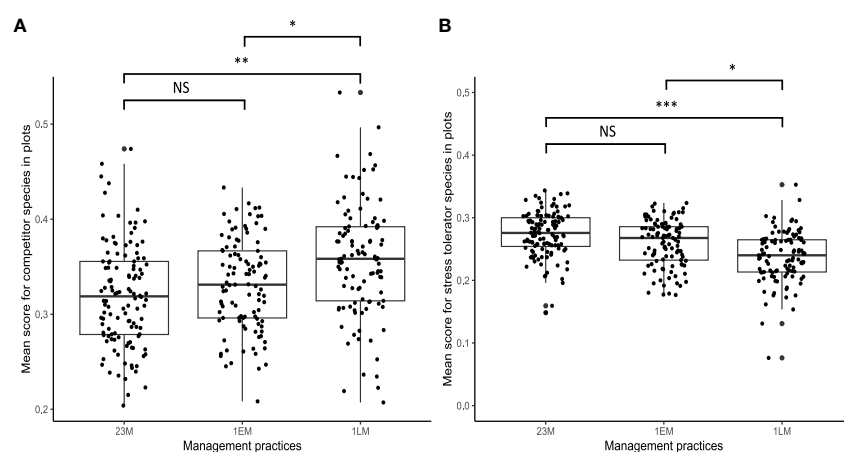 A
*
**
NS
Mean score for competitor species in plots
0,5
0,4
0,3
0,2
23M 1EM 1LM
Management practices
B
*
***
NS
Mean score for stress tolerator species in plots
0,5
0,4
0,3
0,2
0,1
0,0
23M 1EM 1LM
Management practices